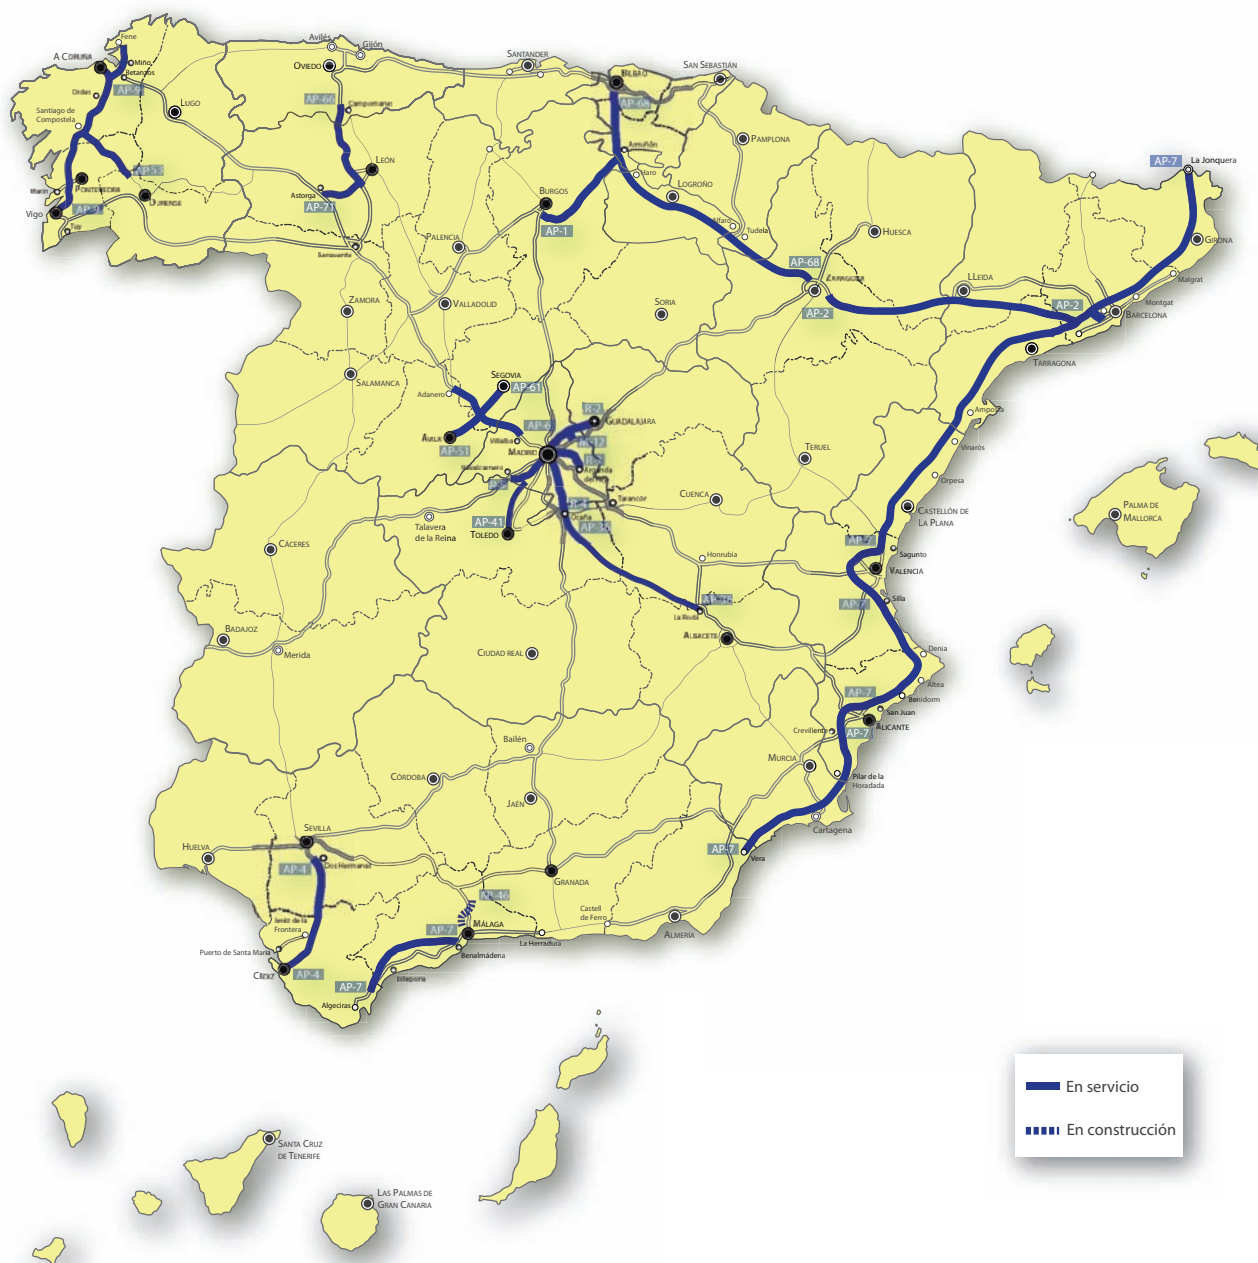 Fene
A CORUÑA
Miño
Betanzos
AP-9
Ordes
LUGO
Santiago de
Compostela
AP-53
Marín
PONTEVEDRA
OURENSE
Vigo
AP-9
Tuy
Avilés
Gijón
OVIEDO
AP-66
Campomanes
LEÓN
Astorga
AP-71
Benavente
SANTANDER
BILBAO
SAN SEBASTIÁN
AP-68
Armiñón
Haro
PAMPLONA
LOGROÑO
BURGOS
AP-1
PALENCIA
Alfaro
Tudela
HUESCA
AP-68
ZARAGOZA
AP-2
LLEIDA
AP-7
La Jonquera
GIRONA
Malgrat
Montgat
AP-2
BARCELONA
TARRAGONA
ZAMORA
VALLADOLID
SORIA
SALAMANCA
Adanero
SEGOVIA
AP-61
ÁVILA
AP-51
AP-6
Villalba
MADRID
R-2
GUADALAJARA
Navalcarnero
R-5
Arganda
del Rey
R-4
Ocaña
AP-36
Tarancón
AP-41
TOLEDO
Talavera
de la Reina
CUENCA
TERUEL
Amposta
Vinarós
Orpesa
CASTELLÓN DE
LA PLANA
PALMA DE
MALLORCA
CÁCERES
Honrubia
AP-7
Sagunto
VALENCIA
AP-7
Silla
AP-36
La Roda
ALBACETE
BADAJOZ
Merida
CIUDAD REAL
Denia
Altea
AP-7
Benidorm
San Juan
ALICANTE
AP-7
Crevillente
MURCIA
Pilar de la
Horadada
Cartagena
Bailén
CÓRDOBA
JAÉN
SEVILLA
HUELVA
AP-4
Dos Hermanas
AP-7
Vera
GRANADA
AP-46
Castell
de Ferro
ALMERÍA
Jerez de la
Frontera
AP-7
MÁLAGA
La Herradura
Puerto de Santa María
Benalmádena
CÁDIZ
AP-4
AP-7
Estepona
Algeciras
En servicio
En construcción
SANTA CRUZ
DE TENERIFE
LAS PALMAS DE
GRAN CANARIA